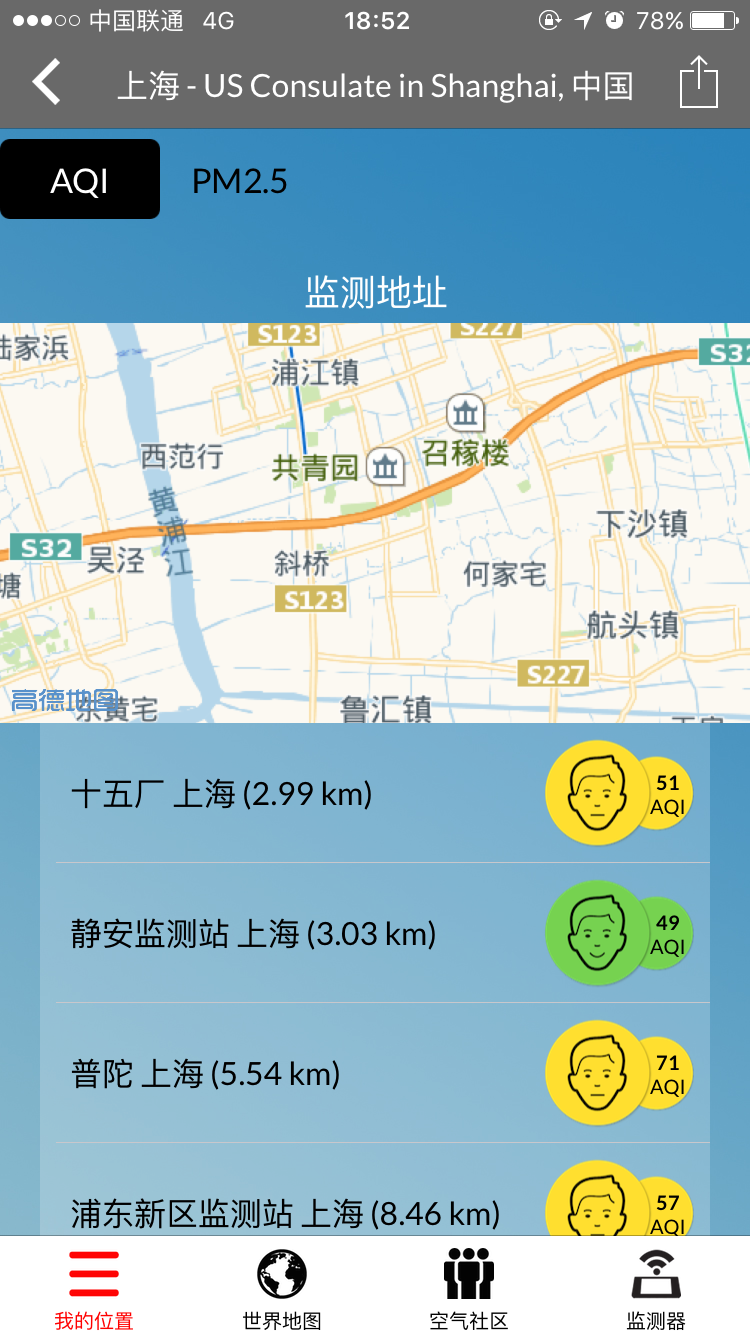 中国联通 4G 18:52 78%
上海 - US Consulate in Shanghai, 中国
AQI PM2.5
监测地址
S123 S227
陆家浜 S32
浦江镇
召稼楼
西范行 共青园
黄浦江
下沙镇
S32 吴泾 斜桥 何家宅
塘 S123
航头镇
S227
高德地图 鲁汇镇
十五厂 上海 (2.99 km) 51 AQI
静安监测站 上海 (3.03 km) 49 AQI
普陀 上海 (5.54 km) 71 AQI
浦东新区监测站 上海 (8.46 km) 57 AQI
我的位置 世界地图 空气社区 监测器